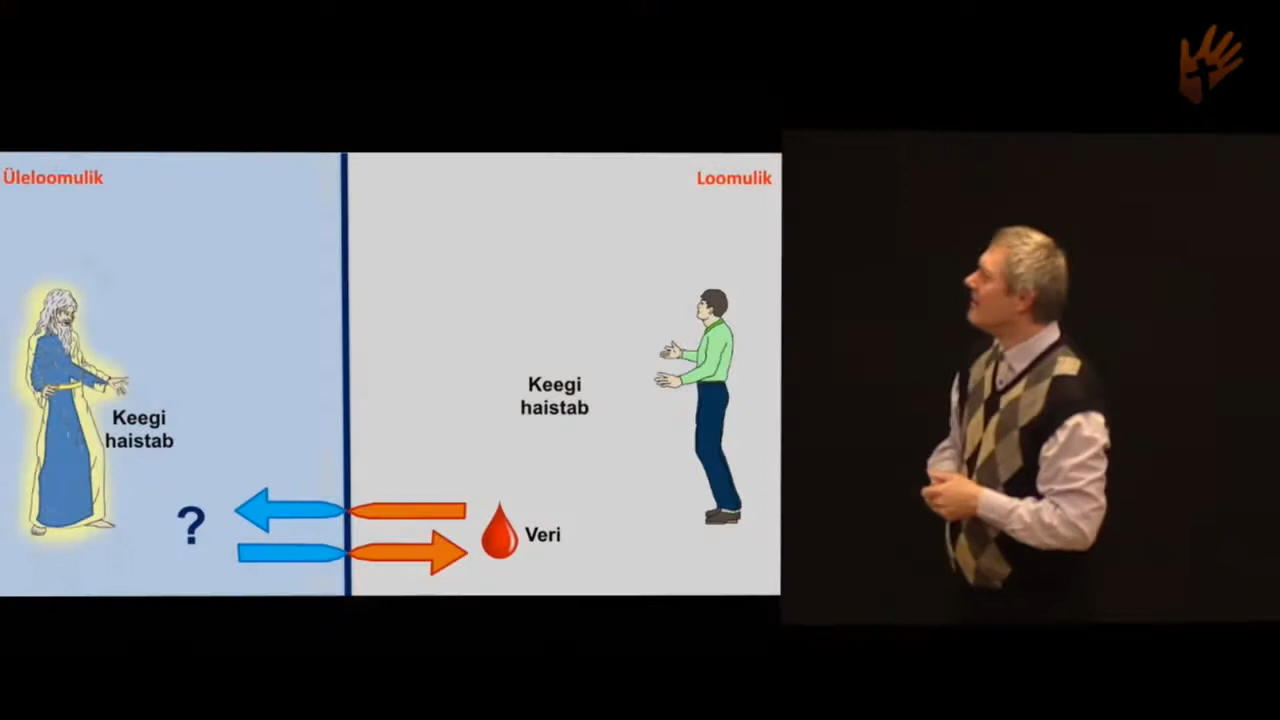 Üleloomulik
Loomulik
Keegi
haistab
Keegi
haistab
?
Veri